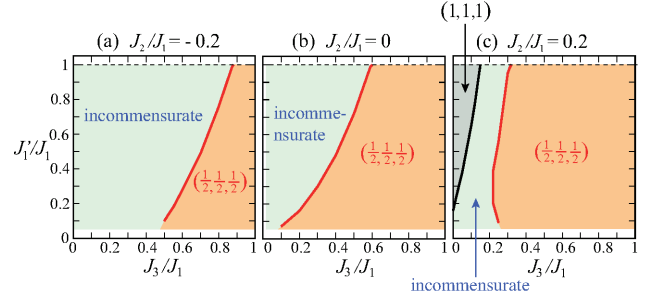 (1,1,1)
(a) J₂/J₁ = - 0.2
(b) J₂/J₁ = 0
(c) J₂/J₁ = 0.2
J₁'/J₁
1
0.8
0.6
0.4
0.2
0
incommensurate
(1/2, 1/2, 1/2)
incomme-
nsurate
(1/2, 1/2, 1/2)
(1/2, 1/2, 1/2)
0 0.2 0.4 0.6 0.8 1
0 0.2 0.4 0.6 0.8 1
0 0.2 0.4 0.6 0.8 1
J₃/J₁
J₃/J₁
J₃/J₁
incommensurate